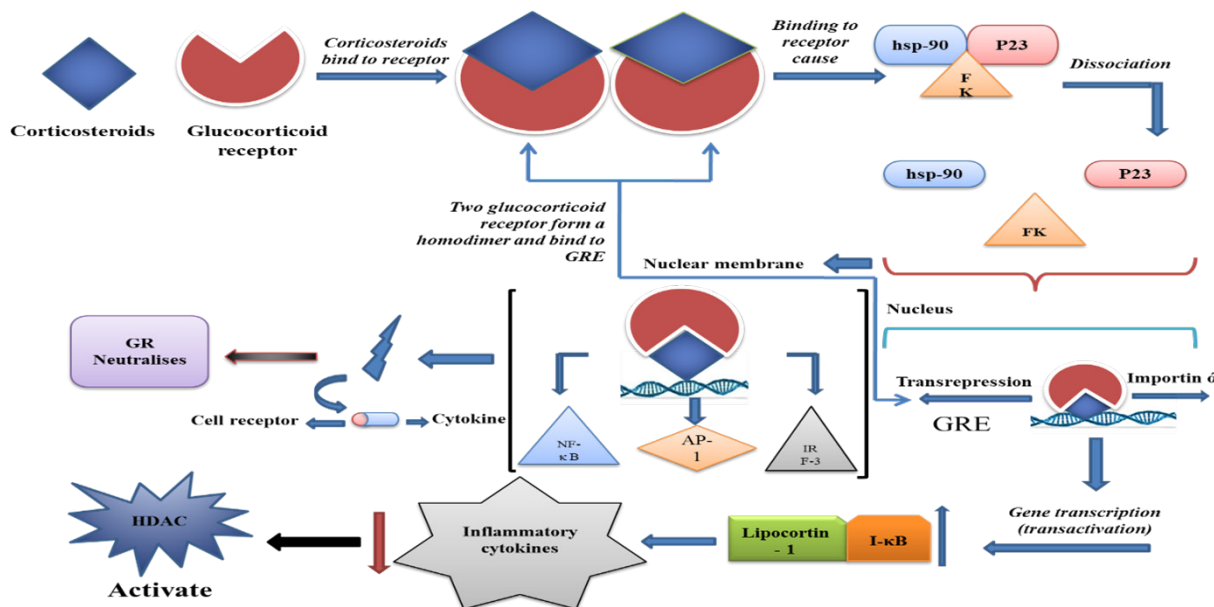 Corticosteroids
Glucocorticoid
receptor
Corticosteroids
bind to receptor
Binding to
receptor
cause
hsp-90
P23
F
K
Dissociation
hsp-90
P23
FK
Two glucocorticoid
receptor form a
homodimer and bind to
GRE
Nuclear membrane
Nucleus
GR
Neutralises
Cell receptor
Cytokine
NF-
κB
AP-
1
IR
F-3
Transrepression
GRE
Importin ά
Gene transcription
(transactivation)
HDAC
Activate
Inflammatory
cytokines
Lipocortin
- 1
I-κB